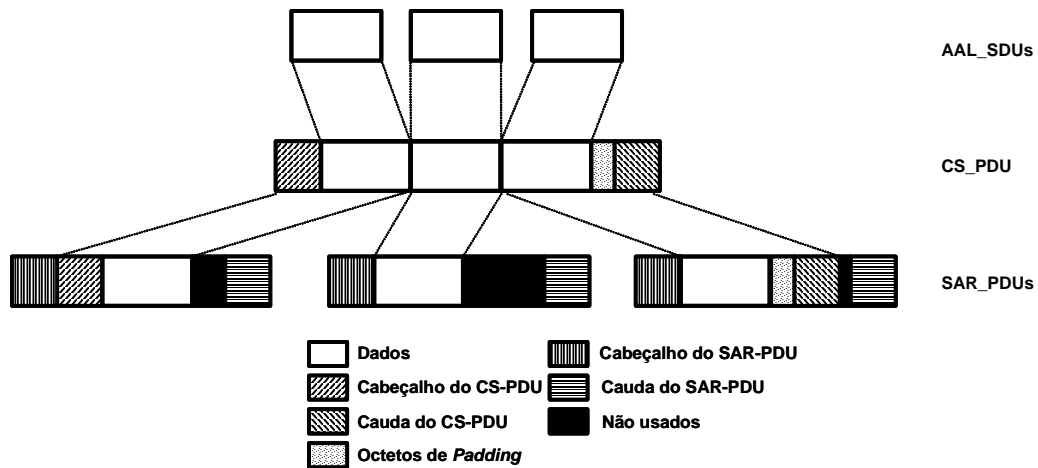 AAL_SDUs
CS_PDU
SAR_PDUs
Dados
Cabeçalho do SAR-PDU
Cabeçalho do CS-PDU
Cauda do SAR-PDU
Cauda do CS-PDU
Não usados
Octetos de Padding